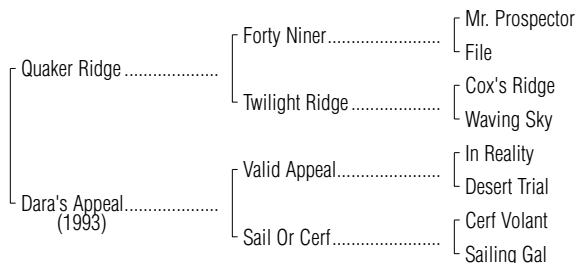 Mr. Prospector
Forty Niner........................
File
Quaker Ridge....................
Cox's Ridge
Twilight Ridge...................
Waving Sky
In Reality
Valid Appeal......................
Desert Trial
Dara's Appeal....................
(1993)
Cerf Volant
Sail Or Cerf.......................
Sailing Gal